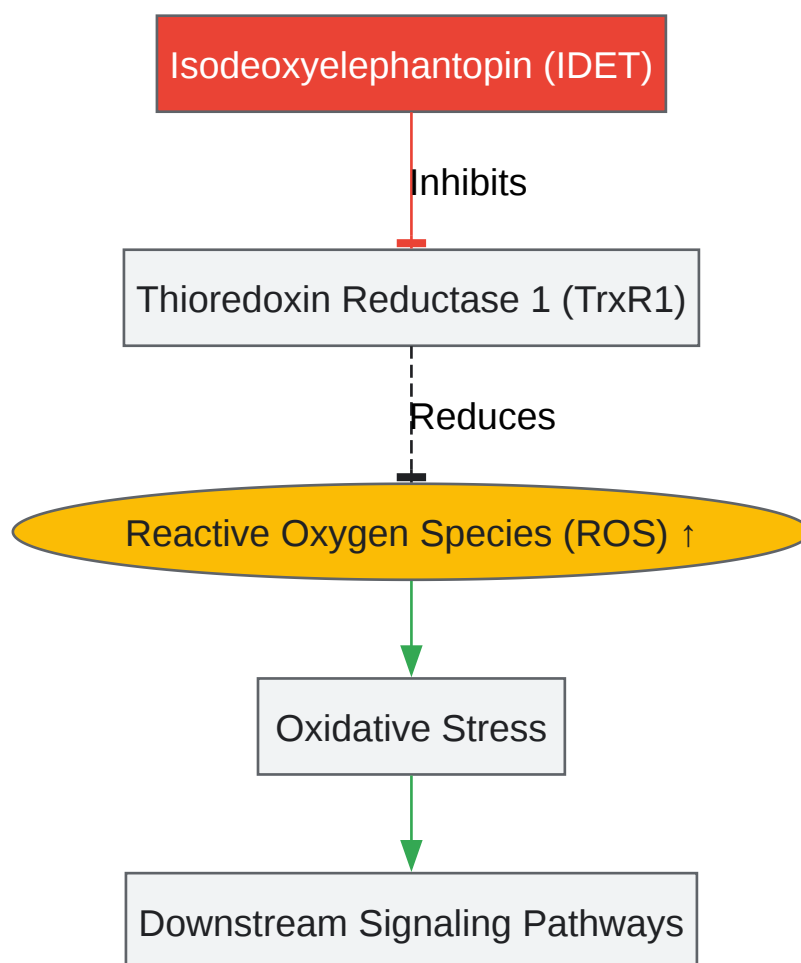 Isodeoxyelephantopin (IDET)
Inhibits
Thioredoxin Reductase 1 (TrxR1)
Reduces
Reactive Oxygen Species (ROS) ↑
Oxidative Stress
Downstream Signaling Pathways